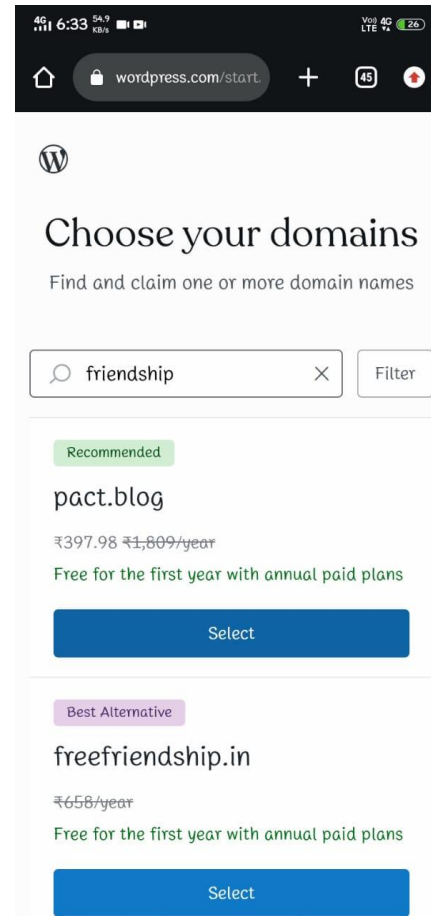 4G 6:33 54.9 KB/s Vo)) LTE 4G 26
wordpress.com/start. + 45
Choose your domains
Find and claim one or more domain names
friendship × Filter
Recommended
pact.blog
₹397.98 ₹1,809/year
Free for the first year with annual paid plans
Select
Best Alternative
freefriendship.in
₹658/year
Free for the first year with annual paid plans
Select